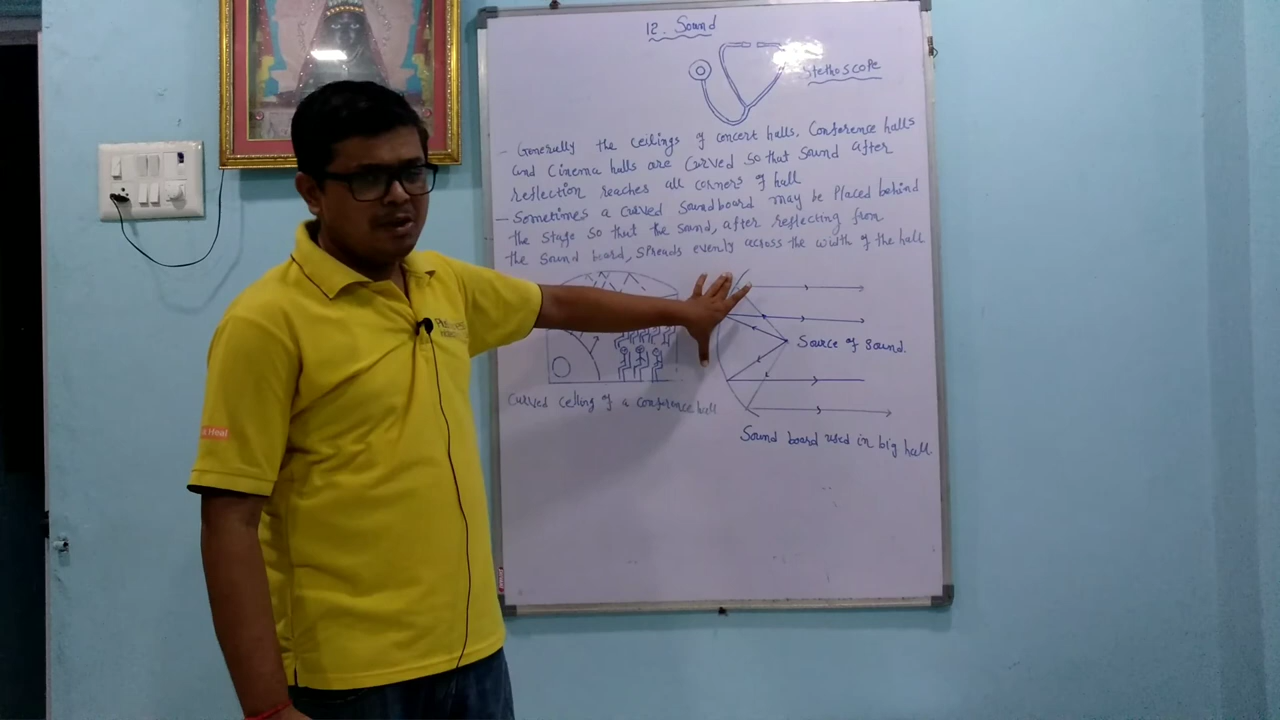 12. Sound
Stethoscope
- Generally the ceilings of concert halls, Conference halls
and Cinema halls are Curved so that sound after
reflection reaches all corners of hall
- Sometimes a curved Soundboard may be Placed behind
the stage so that the sound, after reflecting from
the Sound board, spreads evenly across the width of the hall
Source of Sound.
Curved celling of a conference hall
Sound board used in big hall